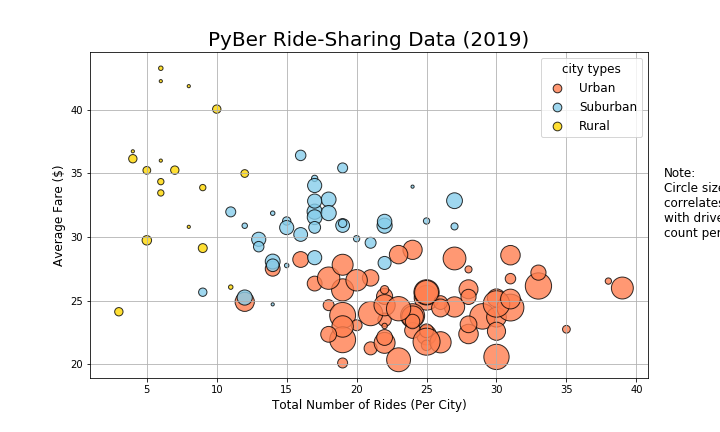 PyBer Ride-Sharing Data (2019)
city types
Urban
Suburban
Rural
40
35
30
25
20
Average Fare ($)
5
10
15
20
25
30
35
40
Total Number of Rides (Per City)
Note:
Circle size
correlates
with drive
count per